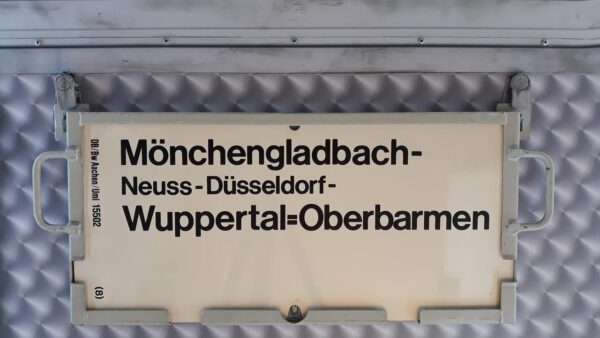 Mönchengladbach-
Neuss-Düsseldorf-
Wuppertal=Oberbarmen
DB/Bw Aachen/Uml 15502
(8)